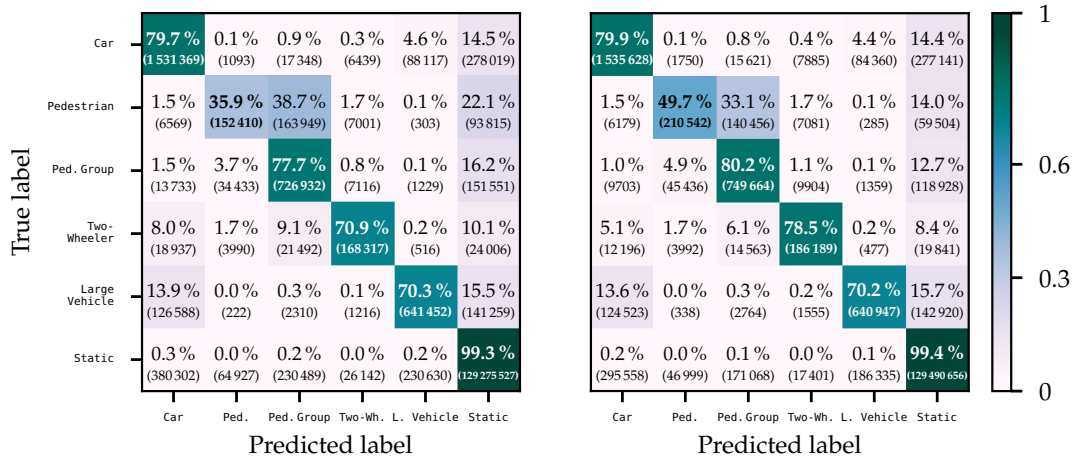 True label
Car
79.7 % 0.1 % 0.9 % 0.3 % 4.6 % 14.5 %
(1 531 369) (1093) (17 348) (6439) (88 117) (278 019)
Pedestrian
1.5 % 35.9 % 38.7 % 1.7 % 0.1 % 22.1 %
(6569) (152 410) (163 949) (7001) (303) (93 815)
Ped. Group
1.5 % 3.7 % 77.7 % 0.8 % 0.1 % 16.2 %
(13 733) (34 433) (726 932) (7116) (1229) (151 551)
Two-
Wheeler
8.0 % 1.7 % 9.1 % 70.9 % 0.2 % 10.1 %
(18 937) (3990) (21 492) (168 317) (516) (24 006)
Large
Vehicle
13.9 % 0.0 % 0.3 % 0.1 % 70.3 % 15.5 %
(126 588) (222) (2310) (1216) (641 452) (141 259)
Static
0.3 % 0.0 % 0.2 % 0.0 % 0.2 % 99.3 %
(380 302) (64 927) (230 489) (26 142) (230 630) (129 275 527)
Car Ped. Ped. Group Two-Wh. L. Vehicle Static
Predicted label
79.9 % 0.1 % 0.8 % 0.4 % 4.4 % 14.4 %
(1 535 628) (1750) (15 621) (7885) (84 360) (277 141)
1.5 % 49.7 % 33.1 % 1.7 % 0.1 % 14.0 %
(6179) (210 542) (140 456) (7081) (285) (59 504)
1.0 % 4.9 % 80.2 % 1.1 % 0.1 % 12.7 %
(9703) (45 436) (749 664) (9904) (1359) (118 928)
5.1 % 1.7 % 6.1 % 78.5 % 0.2 % 8.4 %
(12 196) (3992) (14 563) (186 189) (477) (19 841)
13.6 % 0.0 % 0.3 % 0.2 % 70.2 % 15.7 %
(124 523) (338) (2764) (1555) (640 947) (142 920)
0.2 % 0.0 % 0.1 % 0.0 % 0.1 % 99.4 %
(295 558) (46 999) (171 068) (17 401) (186 335) (129 490 656)
Car Ped. Ped. Group Two-Wh. L. Vehicle Static
Predicted label
1
0.6
0.3
0